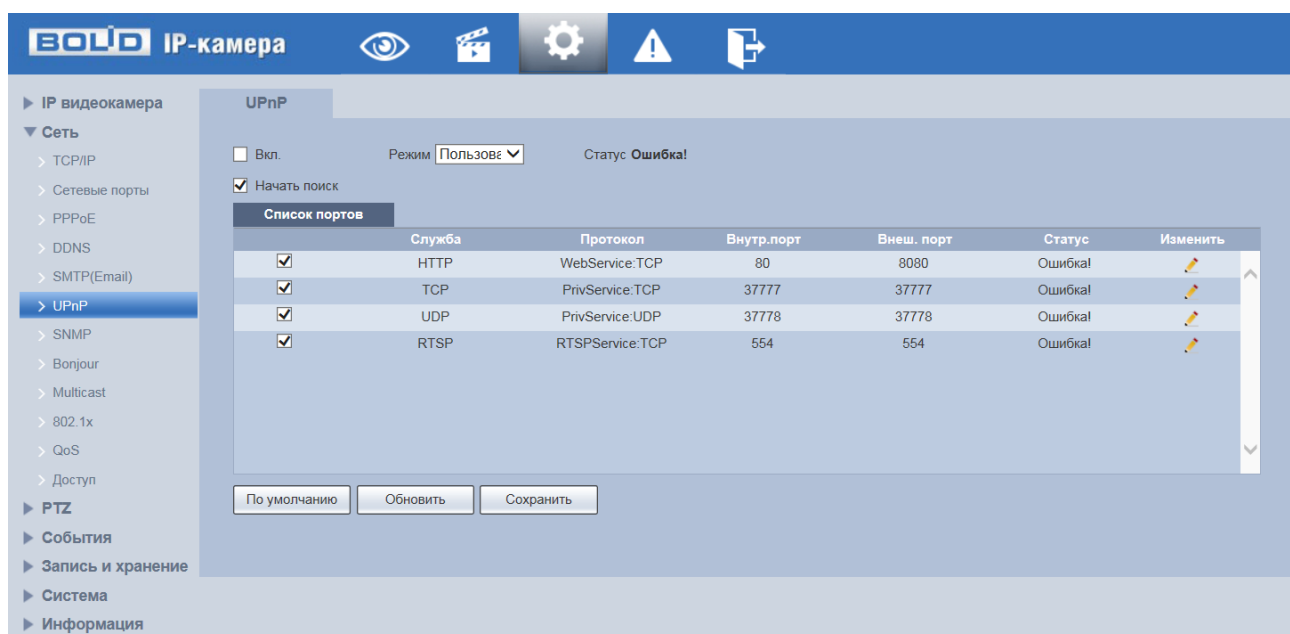 BOLID IP-камера
IP видеокамера
Сеть
TCP/IP
Сетевые порты
PPPoE
DDNS
SMTP(Email)
UPnP
SNMP
Bonjour
Multicast
802.1x
QoS
Доступ
PTZ
События
Запись и хранение
Система
Информация
UPnP
Вкл. Режим Пользова Статус Ошибка!
Начать поиск
Список портов
Служба Протокол Внутр.порт Внеш. порт Статус Изменить
HTTP WebService:TCP 80 8080 Ошибка!
TCP PrivService:TCP 37777 37777 Ошибка!
UDP PrivService:UDP 37778 37778 Ошибка!
RTSP RTSPService:TCP 554 554 Ошибка!
По умолчанию Обновить Сохранить